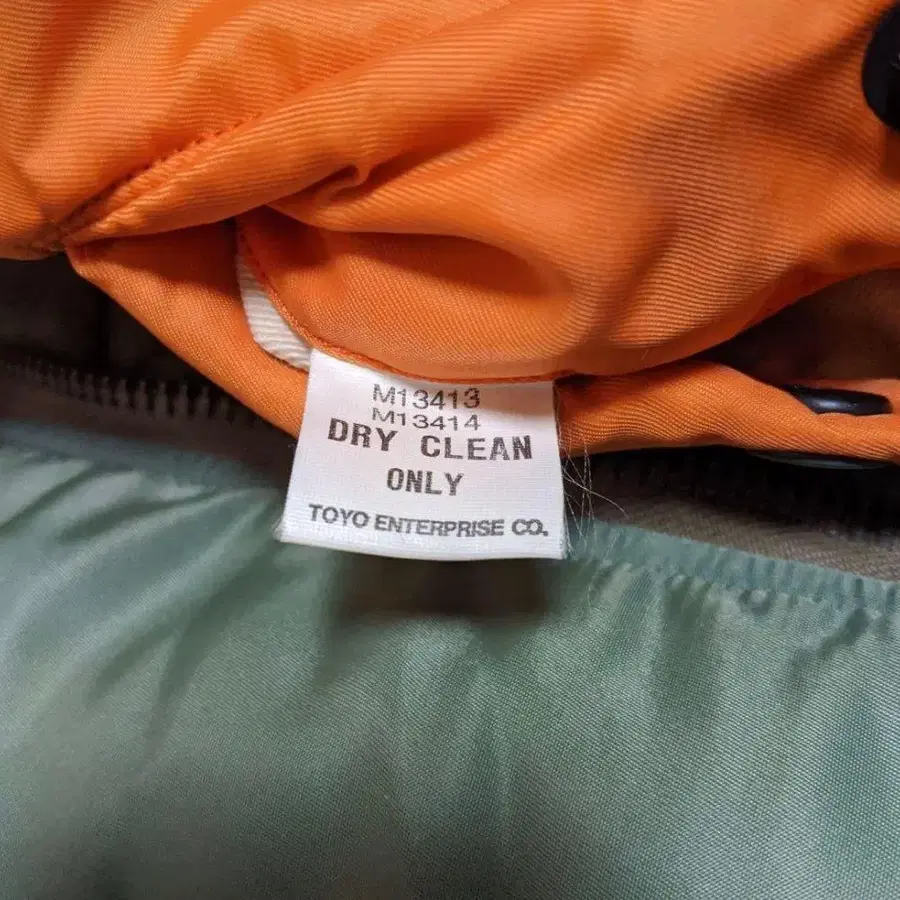 M13413
M13414
DRY CLEAN
ONLY
TOYO ENTERPRISE CO.